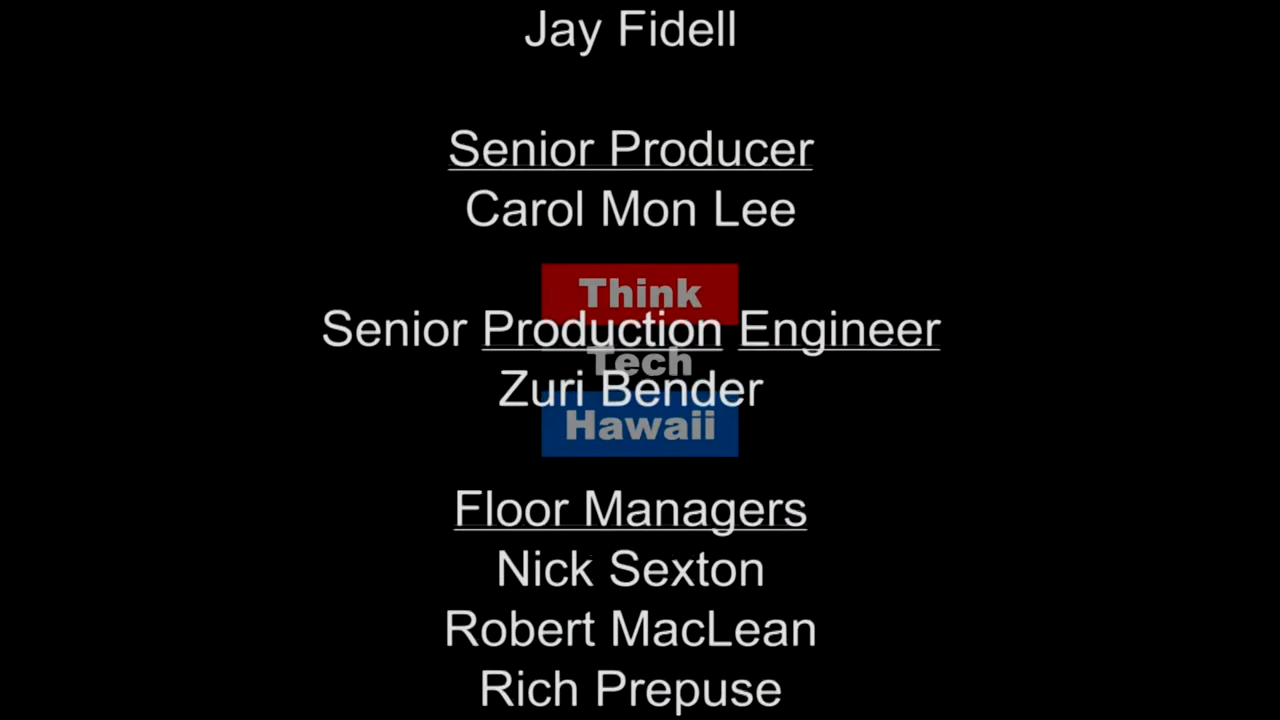 Jay Fidell
Senior Producer
Carol Mon Lee
Think
Senior Production Engineer
Tech
Zuri Bender
Hawaii
Floor Managers
Nick Sexton
Robert MacLean
Rich Prepuse